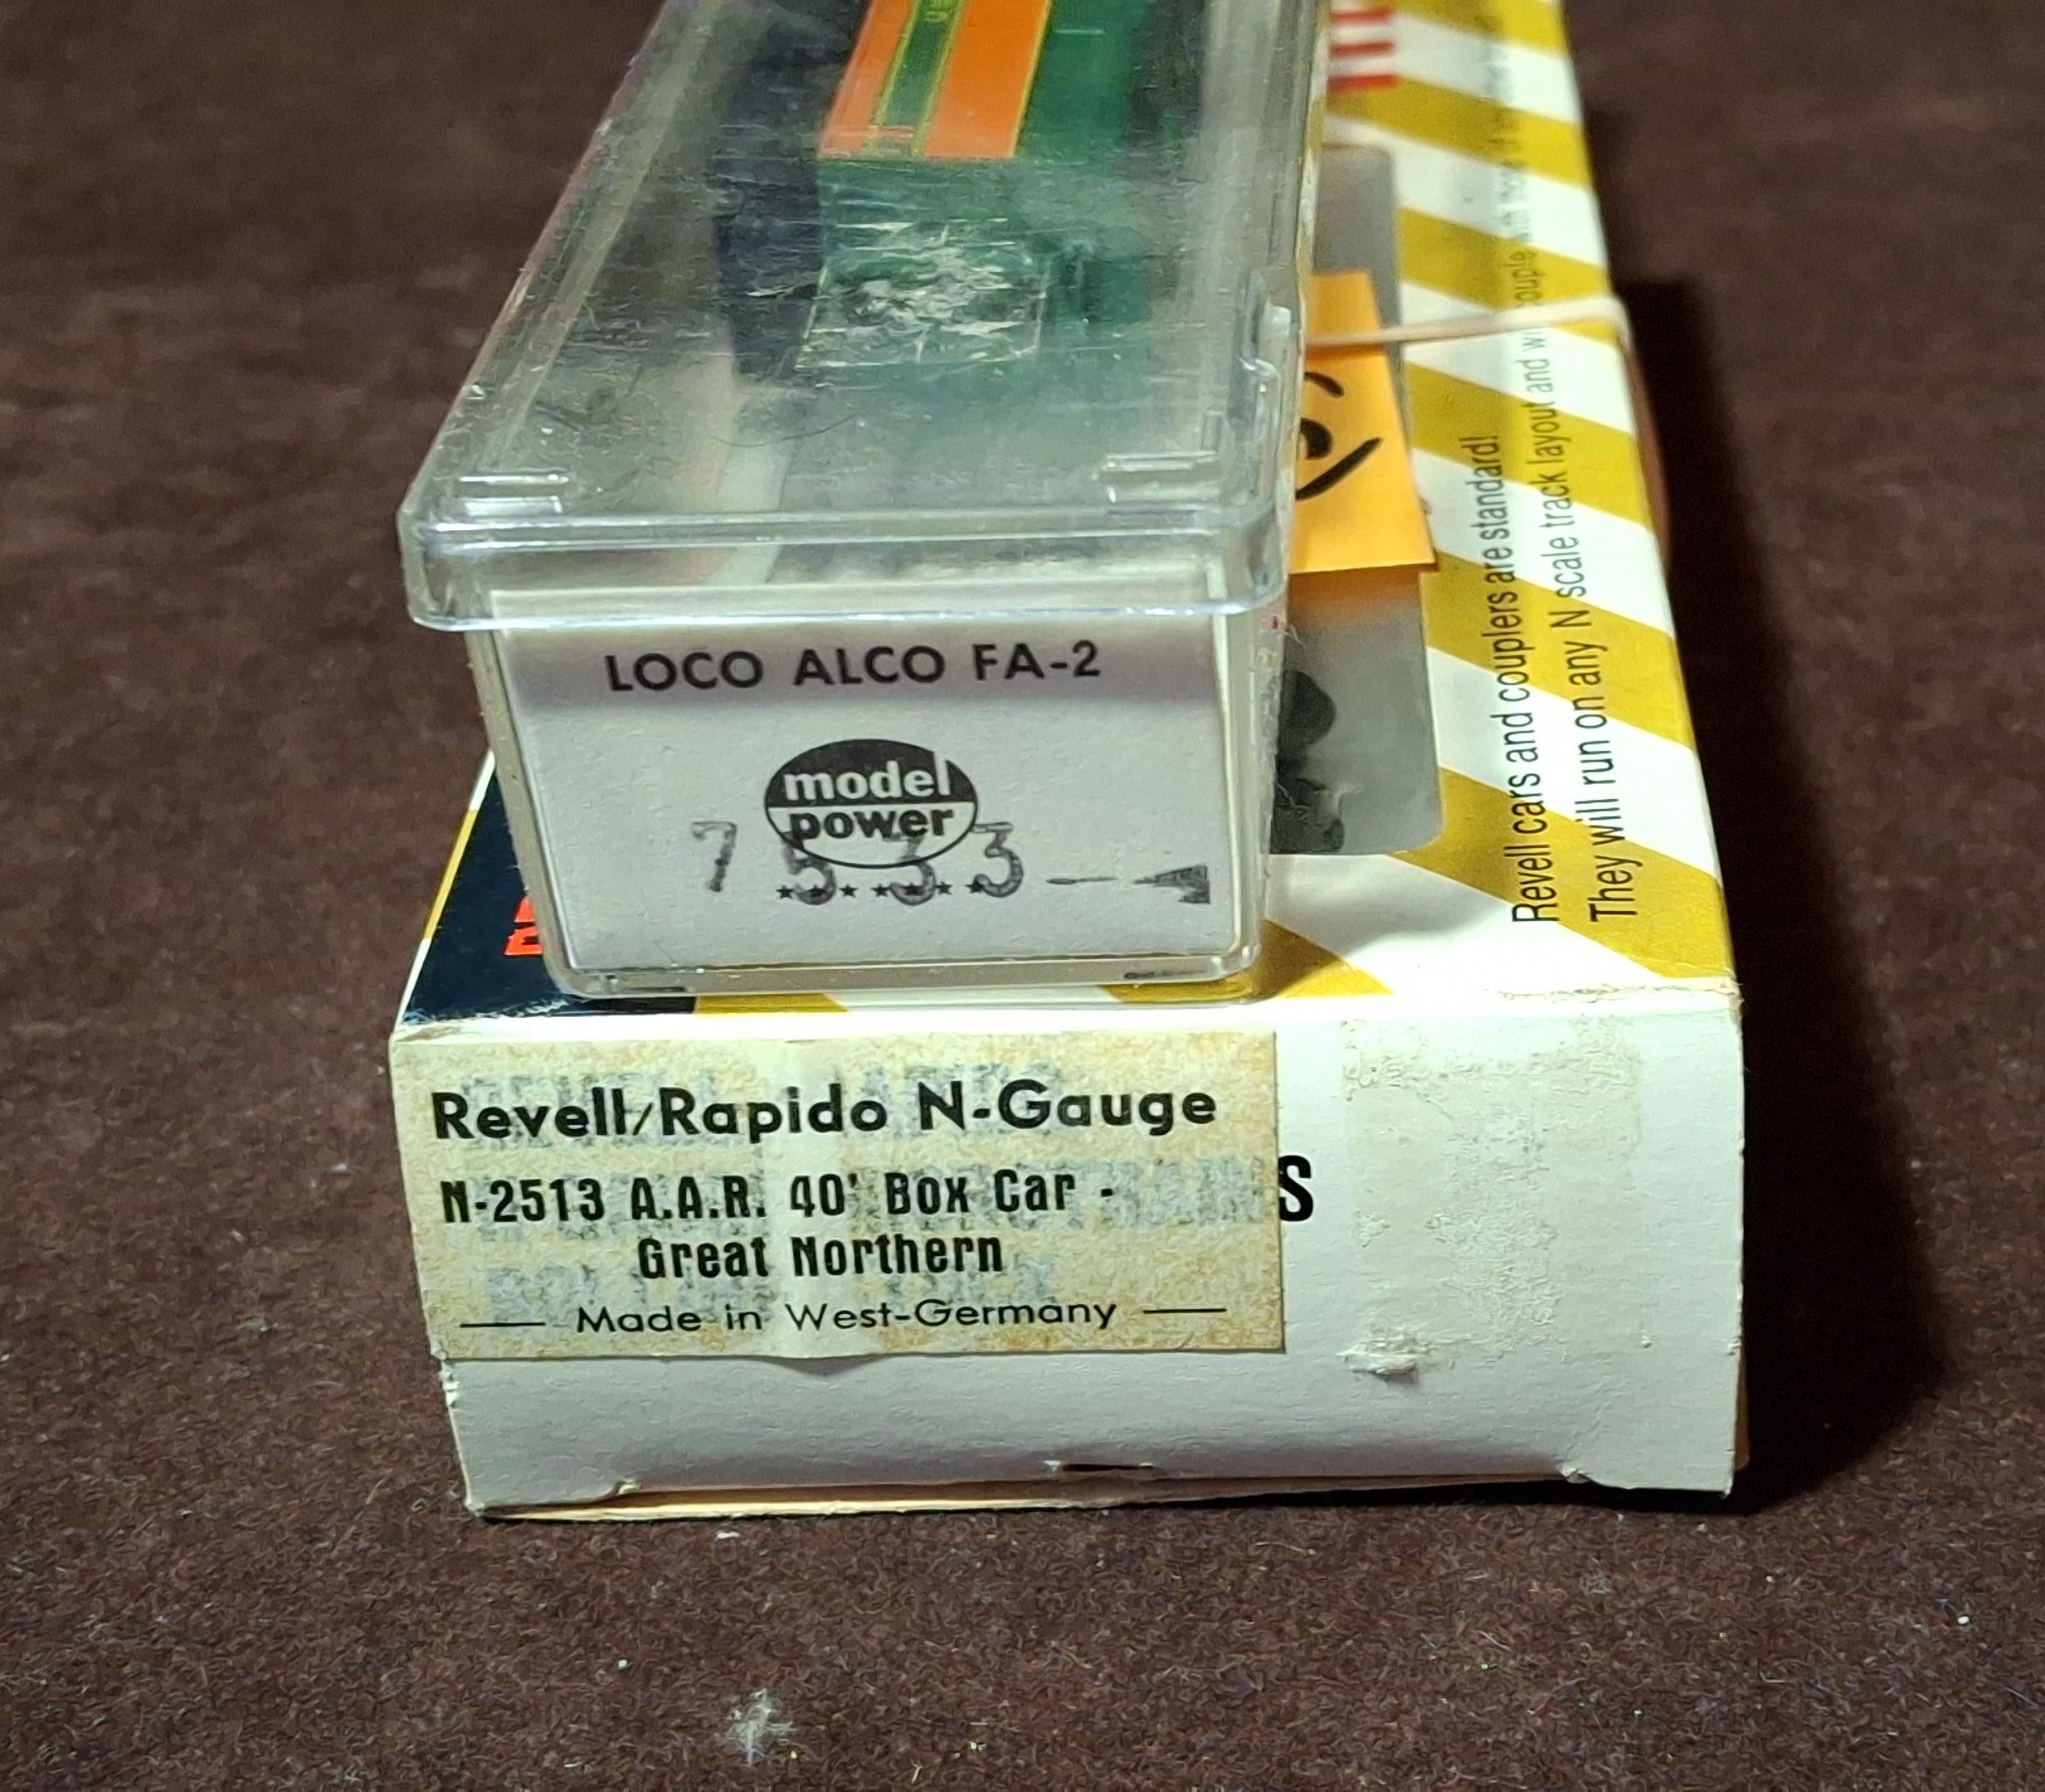 LOCO ALCO FA-2
model
power
7533
Revell/Rapido N-Gauge
N-2513 A.A.R. 40' Box Car -
Great Northern
Made in West-Germany
S
Revell cars and couplers are standard!
They will run on any N scale track layout and